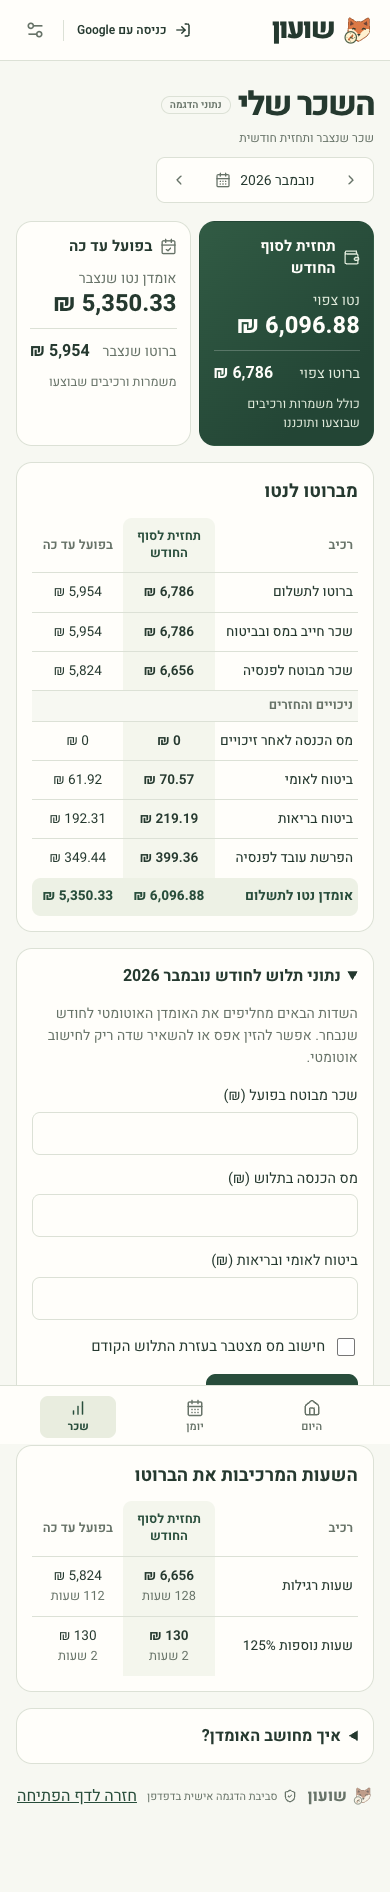 שועון
כניסה עם Google
השכר שלי
נתוני הדגמה
שכר שנצבר ותחזית חודשית
נובמבר 2026
תחזית לסוף החודש
נטו צפוי
6,096.88 ₪
ברוטו צפוי 6,786 ₪
כולל משמרות ורכיבים
שבוצעו ותוכננו
בפועל עד כה
אומדן נטו שנצבר
5,350.33 ₪
ברוטו שנצבר 5,954 ₪
משמרות ורכיבים שבוצעו
מברוטו לנטו
רכיב תחזית לסוף החודש בפועל עד כה
ברוטו לתשלום 6,786 ₪ 5,954 ₪
שכר חייב במס ובביטוח 6,786 ₪ 5,954 ₪
שכר מבוטח לפנסיה 6,656 ₪ 5,824 ₪
ניכויים והחזרים
מס הכנסה לאחר זיכויים 0 ₪ 0 ₪
ביטוח לאומי 70.57 ₪ 61.92 ₪
ביטוח בריאות 219.19 ₪ 192.31 ₪
הפרשת עובד לפנסיה 399.36 ₪ 349.44 ₪
אומדן נטו לתשלום 6,096.88 ₪ 5,350.33 ₪
נתוני תלוש לחודש נובמבר 2026
השדות הבאים מחליפים את האומדן האוטומטי לחודש
שנבחר. אפשר להזין אפס או להשאיר שדה ריק לחישוב
אוטומטי.
שכר מבוטח בפועל (₪)
מס הכנסה בתלוש (₪)
ביטוח לאומי ובריאות (₪)
חישוב מס מצטבר בעזרת התלוש הקודם
היום
יומן
שכר
השעות המרכיבות את הברוטו
רכיב תחזית לסוף החודש בפועל עד כה
שעות רגילות 6,656 ₪ 5,824 ₪
128 שעות 112 שעות
שעות נוספות 125% 130 ₪ 130 ₪
2 שעות 2 שעות
איך מחושב האומדן?
שועון
סביבת הדגמה אישית בדפדפן
חזרה לדף הפתיחה